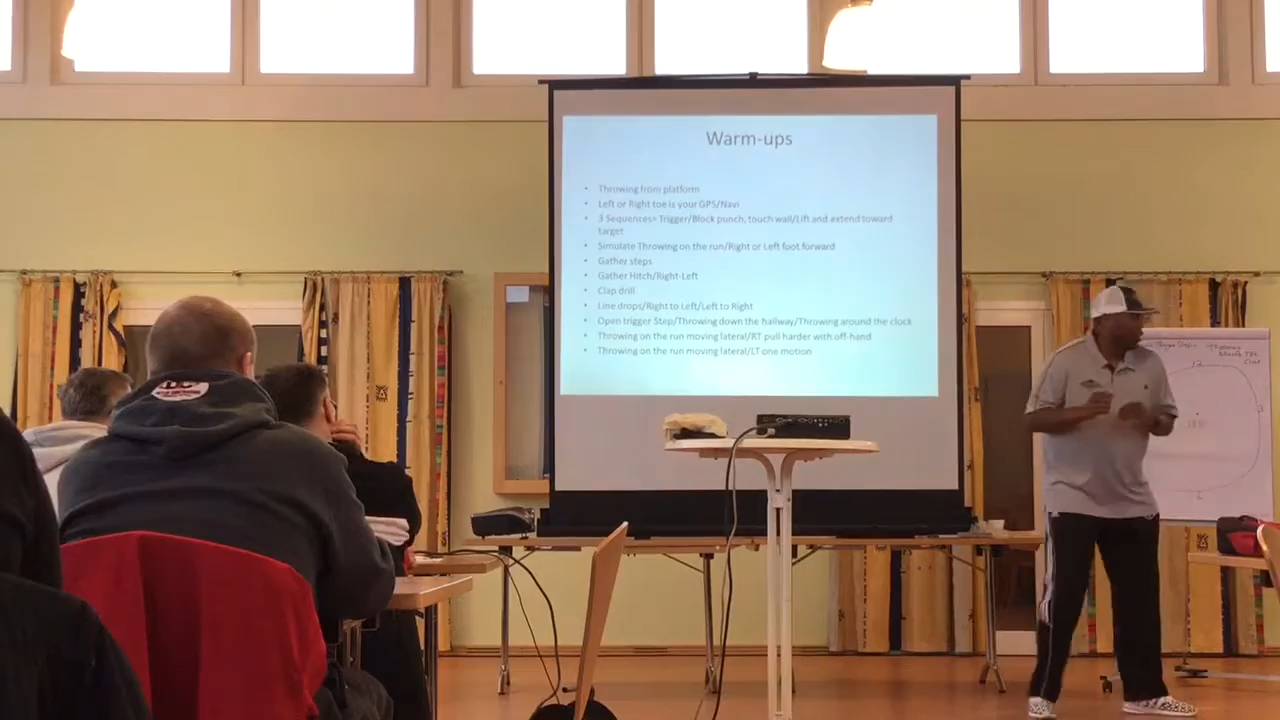 Warm-ups
• Throwing from platform
• Left or Right toe is your GPS/Navi
• 3 Sequences= Trigger/Block punch, touch wall/Lift and extend toward
target
• Simulate Throwing on the run/Right or Left foot forward
• Gather steps
• Gather Hitch/Right-Left
• Clap drill
• Line drops/Right to Left/Left to Right
• Open trigger Step/Throwing down the hallway/Throwing around the clock
• Throwing on the run moving lateral/RT pull harder with off-hand
• Throwing on the run moving lateral/LT one motion
12
3
6